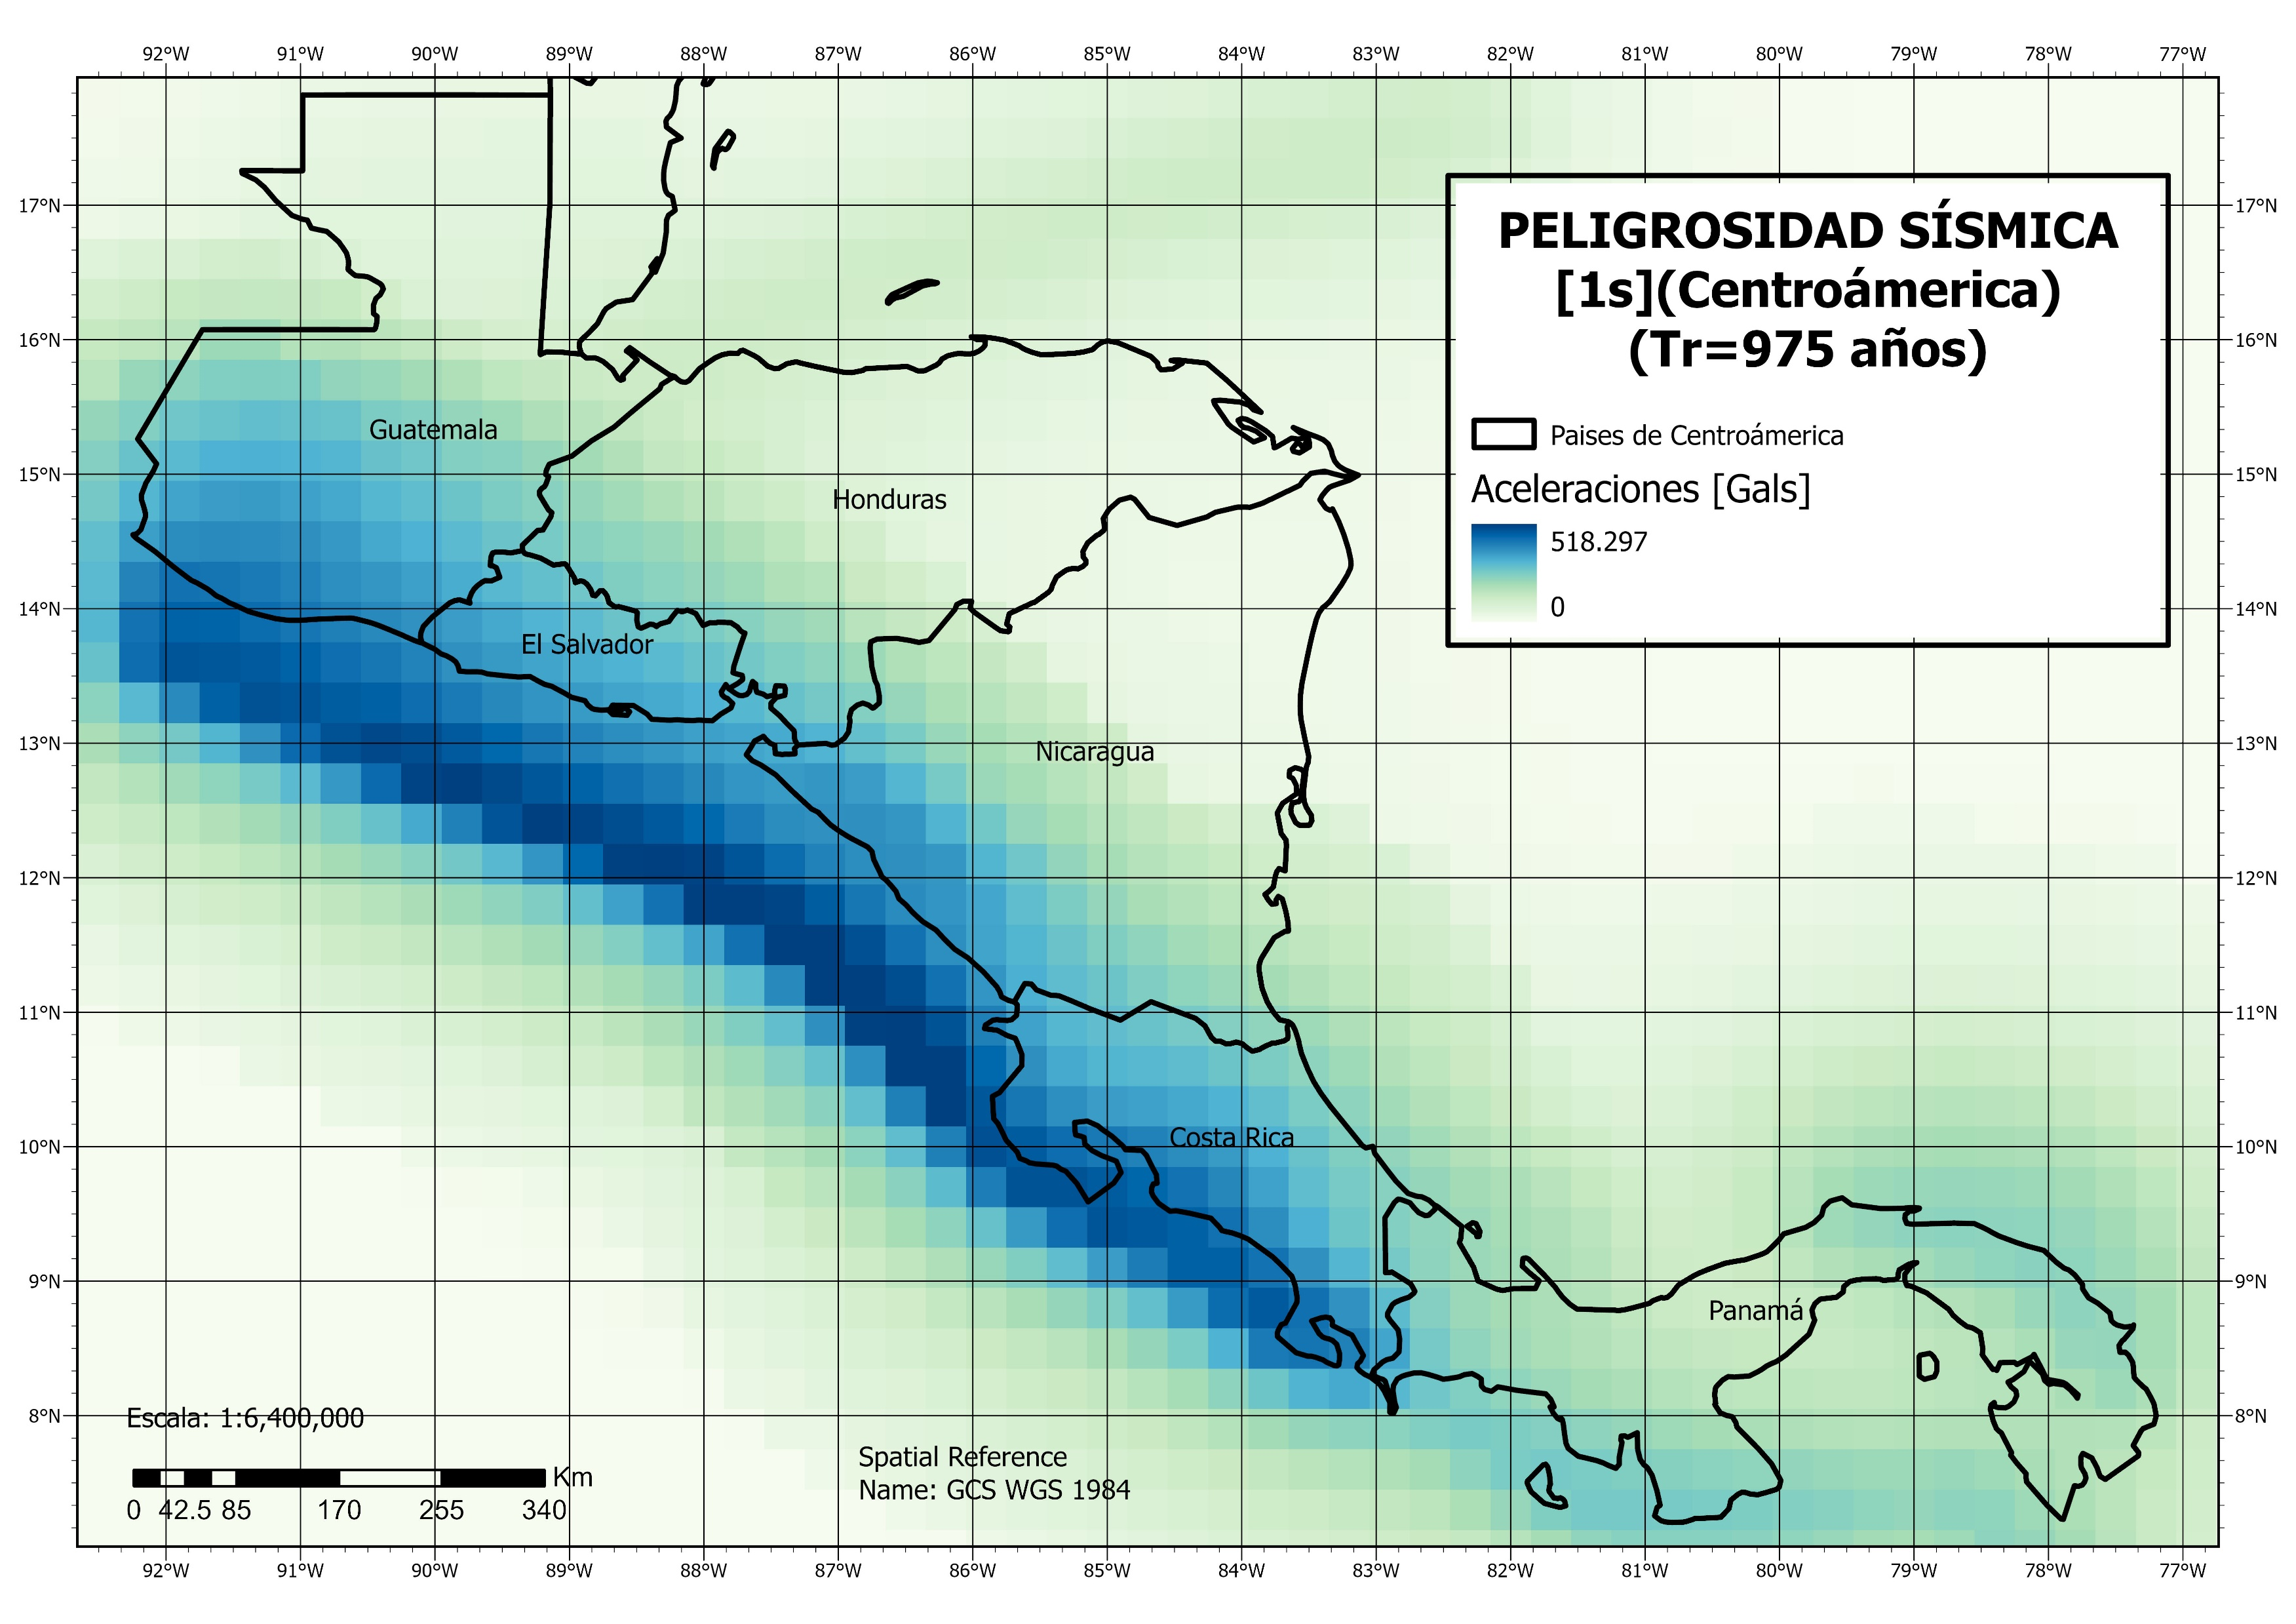 92°W 91°W 90°W 89°W 88°W 87°W 86°W 85°W 84°W 83°W 82°W 81°W 80°W 79°W 78°W 77°W
17°N 17°N
PELIGROSIDAD SÍSMICA
[1s](Centroámerica)
(Tr=975 años)
16°N 16°N
Guatemala
Paises de Centroámerica
15°N 15°N
Honduras
Aceleraciones [Gals]
518.297
0
14°N 14°N
El Salvador
13°N 13°N
Nicaragua
12°N 12°N
11°N 11°N
Costa Rica
10°N 10°N
9°N 9°N
Panamá
8°N 8°N
Escala: 1:6,400,000
Km
0 42.5 85 170 255 340
Spatial Reference
Name: GCS WGS 1984
92°W 91°W 90°W 89°W 88°W 87°W 86°W 85°W 84°W 83°W 82°W 81°W 80°W 79°W 78°W 77°W